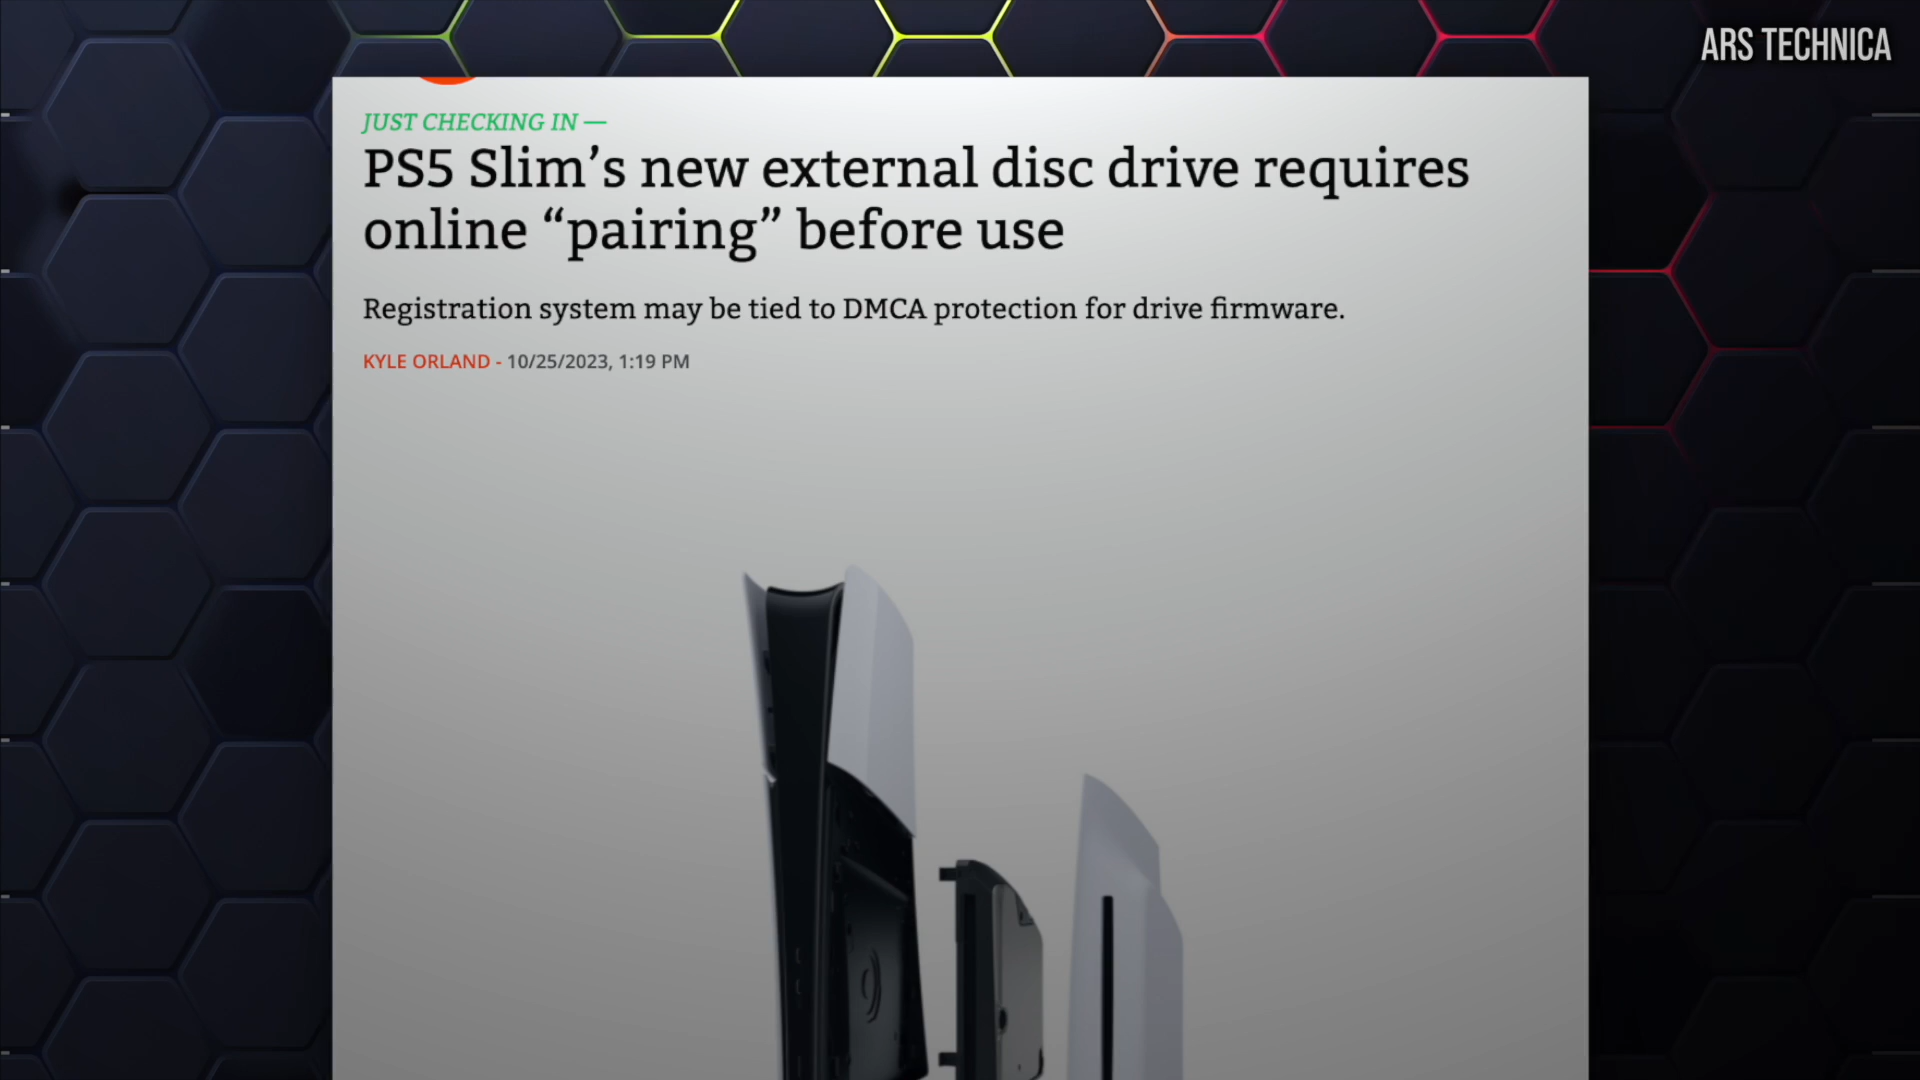 ARS TECHNICA
JUST CHECKING IN —
PS5 Slim’s new external disc drive requires
online “pairing” before use
Registration system may be tied to DMCA protection for drive firmware.
KYLE ORLAND - 10/25/2023, 1:19 PM